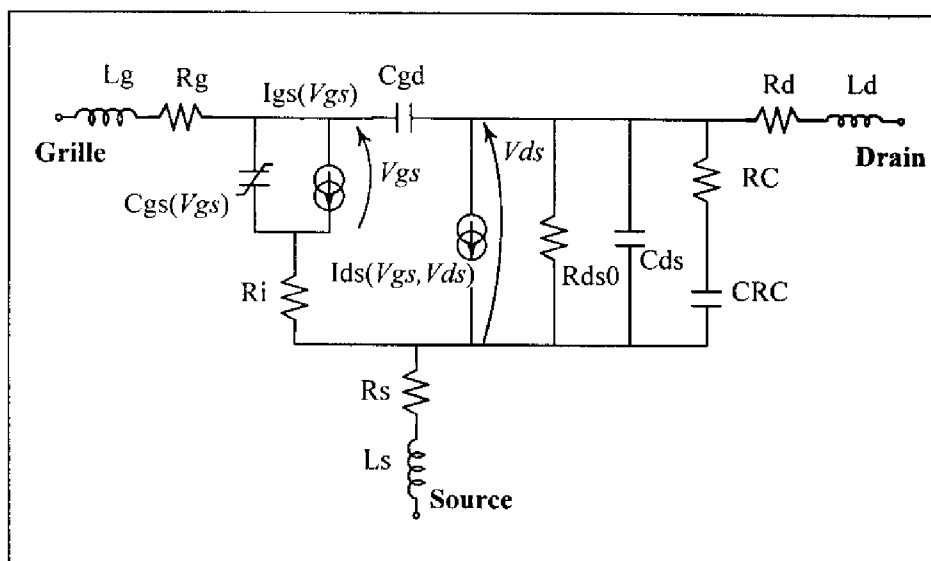 Lg
Rg
Igs(Vgs)
Cgd
Rd
Ld
Grille
Cgs(Vgs)
Vgs
Vds
RC
Drain
Ri
Ids(Vgs,Vds)
Rds0
Cds
CRC
Rs
Ls
Source